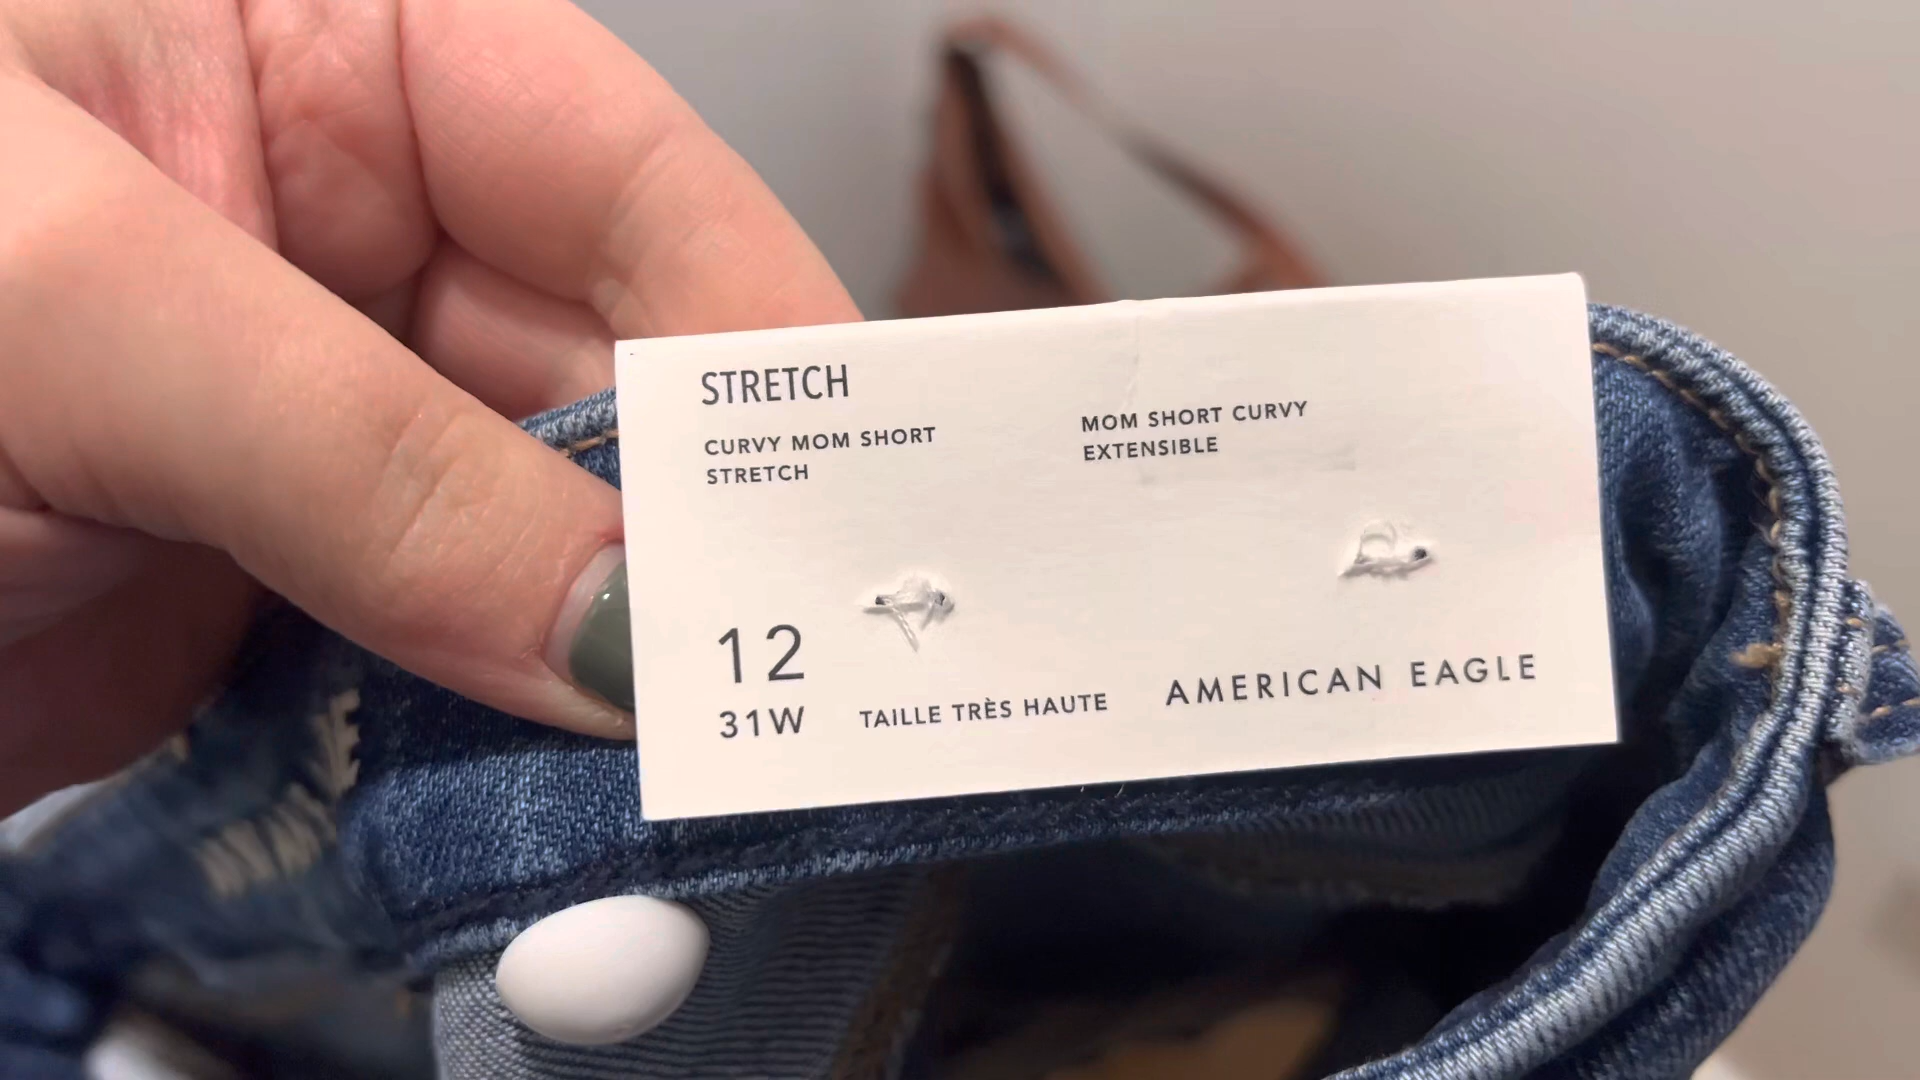 STRETCH
CURVY MOM SHORT
STRETCH
MOM SHORT CURVY
EXTENSIBLE
12
31W
TAILLE TRÈS HAUTE
AMERICAN EAGLE